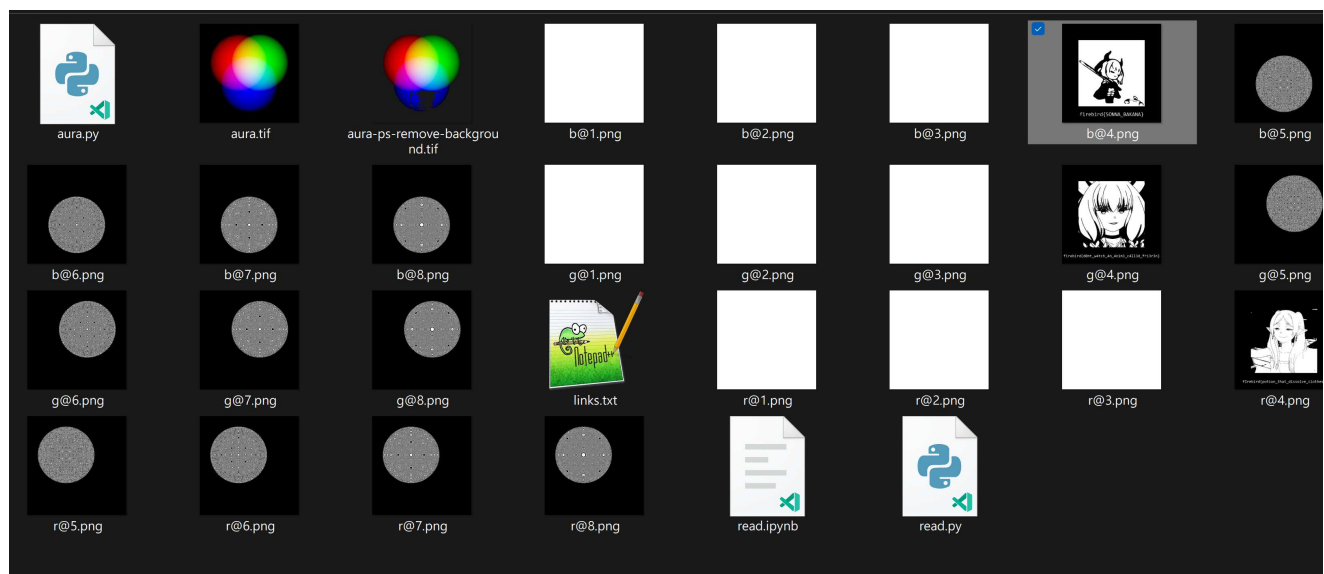 aura.py
aura.tif
aura-ps-remove-backgrou
nd.tif
b@1.png
b@2.png
b@3.png
firebird{SONNA_BAKANA}
b@4.png
b@5.png
b@6.png
b@7.png
b@8.png
g@1.png
g@2.png
g@3.png
g@4.png
g@5.png
g@6.png
g@7.png
g@8.png
Notepad++
links.txt
r@1.png
r@2.png
r@3.png
r@4.png
r@5.png
r@6.png
r@7.png
r@8.png
read.ipynb
read.py